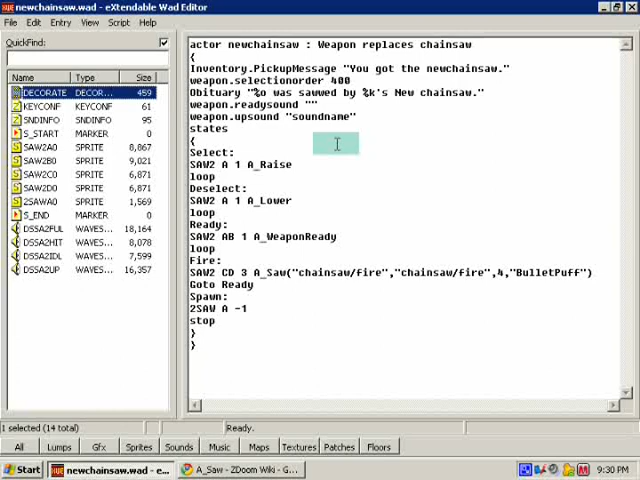 newchainsaw.wad - eXtendable Wad Editor
File Edit Entry View Script Help
QuickFind:
Name Type Size
DECORATE DECOR... 459
KEYCONF KEYCONF 61
SNDINFO SNDINFO 95
S_START MARKER 0
SAW2A0 SPRITE 8,867
SAW2B0 SPRITE 9,021
SAW2C0 SPRITE 6,871
SAW2D0 SPRITE 6,871
2SAWA0 SPRITE 1,569
S_END MARKER 0
DSSA2FUL WAVES... 18,164
DSSA2HIT WAVES... 8,078
DSSA2IDL WAVES... 7,599
DSSA2UP WAVES... 16,357
actor newchainsaw : Weapon replaces chainsaw
{
Inventory.PickupMessage "You got the newchainsaw."
weapon.selectionorder 400
Obituary "%o was sawwed by %k's New chainsaw."
weapon.readysound ""
weapon.upsound "soundname"
states
{
Select:
SAW2 A 1 A_Raise
loop
Deselect:
SAW2 A 1 A_Lower
loop
Ready:
SAW2 AB 1 A_WeaponReady
loop
Fire:
SAW2 CD 3 A_Saw("chainsaw/fire","chainsaw/fire",4,"BulletPuff")
Goto Ready
Spawn:
2SAW A -1
stop
}
}
1 selected (14 total) Ready.
All Lumps Gfx Sprites Sounds Music Maps Textures Patches Floors
Start newchainsaw.wad - e... A_Saw - ZDoom Wiki - G... 9:30 PM